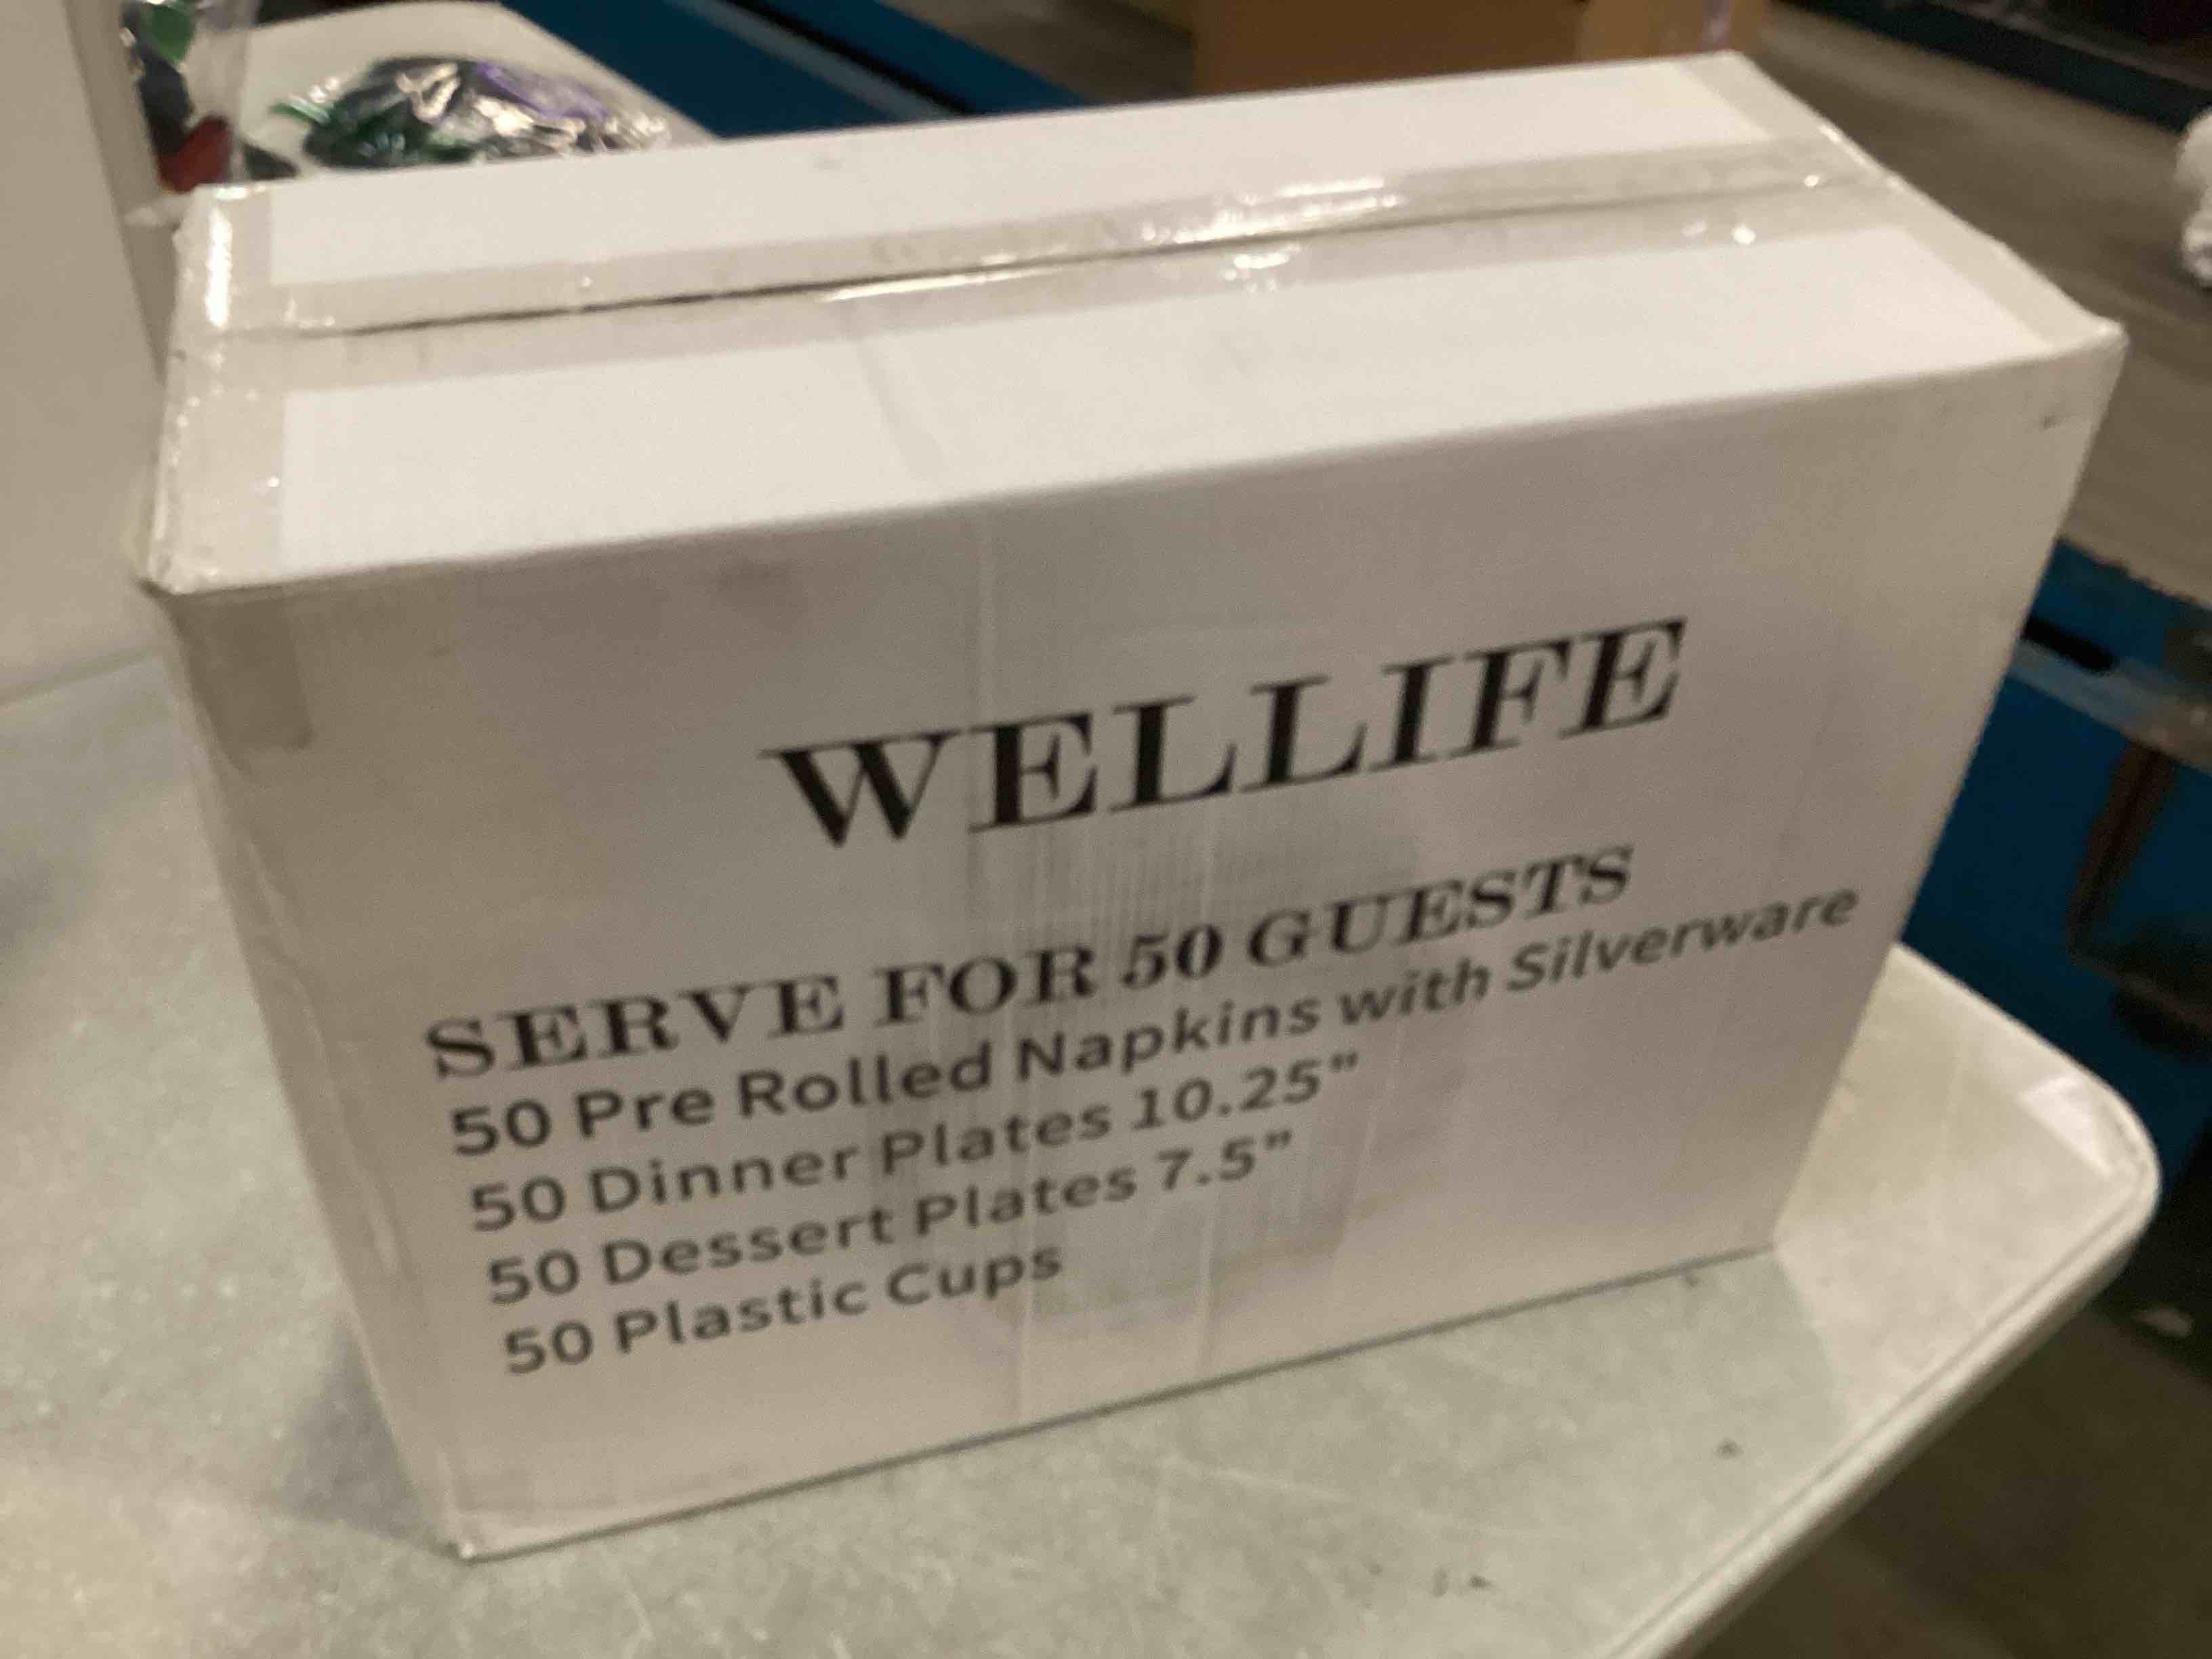 WELLIFE
SERVE FOR 50 GUESTS
50 Pre Rolled Napkins with Silverware
50 Dinner Plates 10.25"
50 Dessert Plates 7.5"
50 Plastic Cups